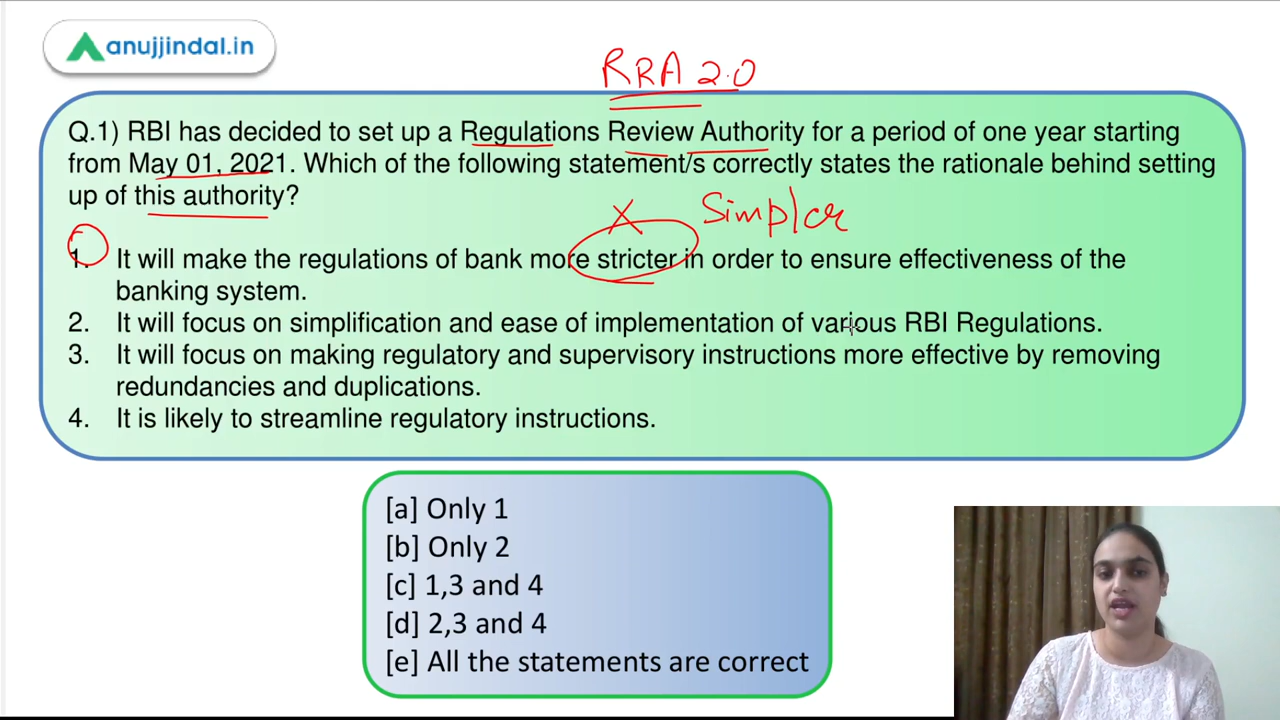 anujjindal.in
RRA 2.0
Q.1) RBI has decided to set up a Regulations Review Authority for a period of one year starting
from May 01, 2021. Which of the following statement/s correctly states the rationale behind setting
up of this authority?
X Simpler
1. It will make the regulations of bank more stricter in order to ensure effectiveness of the
banking system.
2. It will focus on simplification and ease of implementation of various RBI Regulations.
3. It will focus on making regulatory and supervisory instructions more effective by removing
redundancies and duplications.
4. It is likely to streamline regulatory instructions.
[a] Only 1
[b] Only 2
[c] 1,3 and 4
[d] 2,3 and 4
[e] All the statements are correct